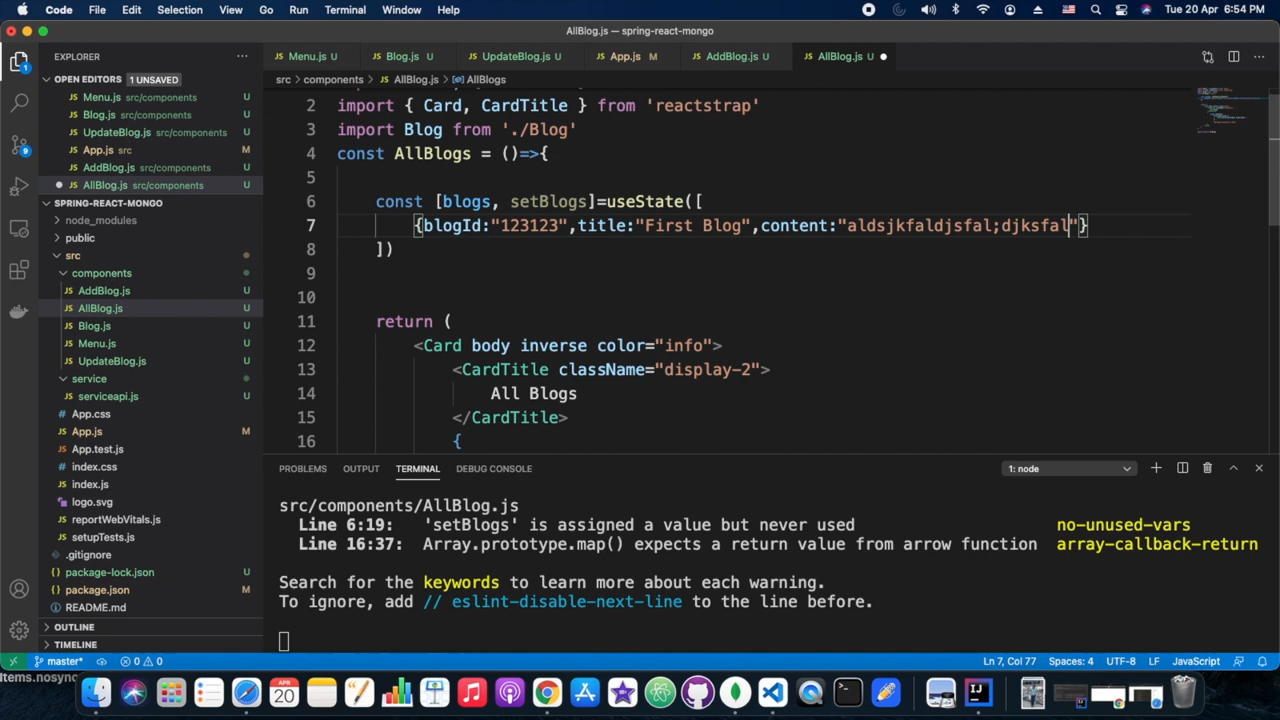 Code File Edit Selection View Go Run Terminal Window Help Tue 20 Apr 6:54 PM
AllBlog.js — spring-react-mongo
EXPLORER ...
Menu.js U Blog.js U UpdateBlog.js U App.js M AddBlog.js U AllBlog.js U
src > components > AllBlog.js > AllBlogs
OPEN EDITORS 1 UNSAVED
Menu.js src/components U
Blog.js src/components U
UpdateBlog.js src/components U
App.js src M
AddBlog.js src/components U
AllBlog.js src/components U
SPRING-REACT-MONGO
node_modules
public
src
components
AddBlog.js U
AllBlog.js U
Blog.js U
Menu.js U
UpdateBlog.js U
service
serviceapi.js U
App.css
App.js M
App.test.js
index.css
index.js
logo.svg
reportWebVitals.js
setupTests.js
.gitignore
package-lock.json M
package.json M
README.md
OUTLINE
TIMELINE
2 import { Card, CardTitle } from 'reactstrap'
3 import Blog from './Blog'
4 const AllBlogs = ()=>{
5
6 const [blogs, setBlogs]=useState([
7 {blogId:"123123",title:"First Blog",content:"aldsjkfaldjsfal;djksfal"}
8 ])
9
10
11 return (
12 <Card body inverse color="info">
13 <CardTitle className="display-2">
14 All Blogs
15 </CardTitle>
16 {
PROBLEMS OUTPUT TERMINAL DEBUG CONSOLE 1: node
src/components/AllBlog.js
Line 6:19: 'setBlogs' is assigned a value but never used no-unused-vars
Line 16:37: Array.prototype.map() expects a return value from arrow function array-callback-return
Search for the keywords to learn more about each warning.
To ignore, add // eslint-disable-next-line to the line before.
master* 0 0 Ln 7, Col 77 Spaces: 4 UTF-8 LF JavaScript
Items.nosync